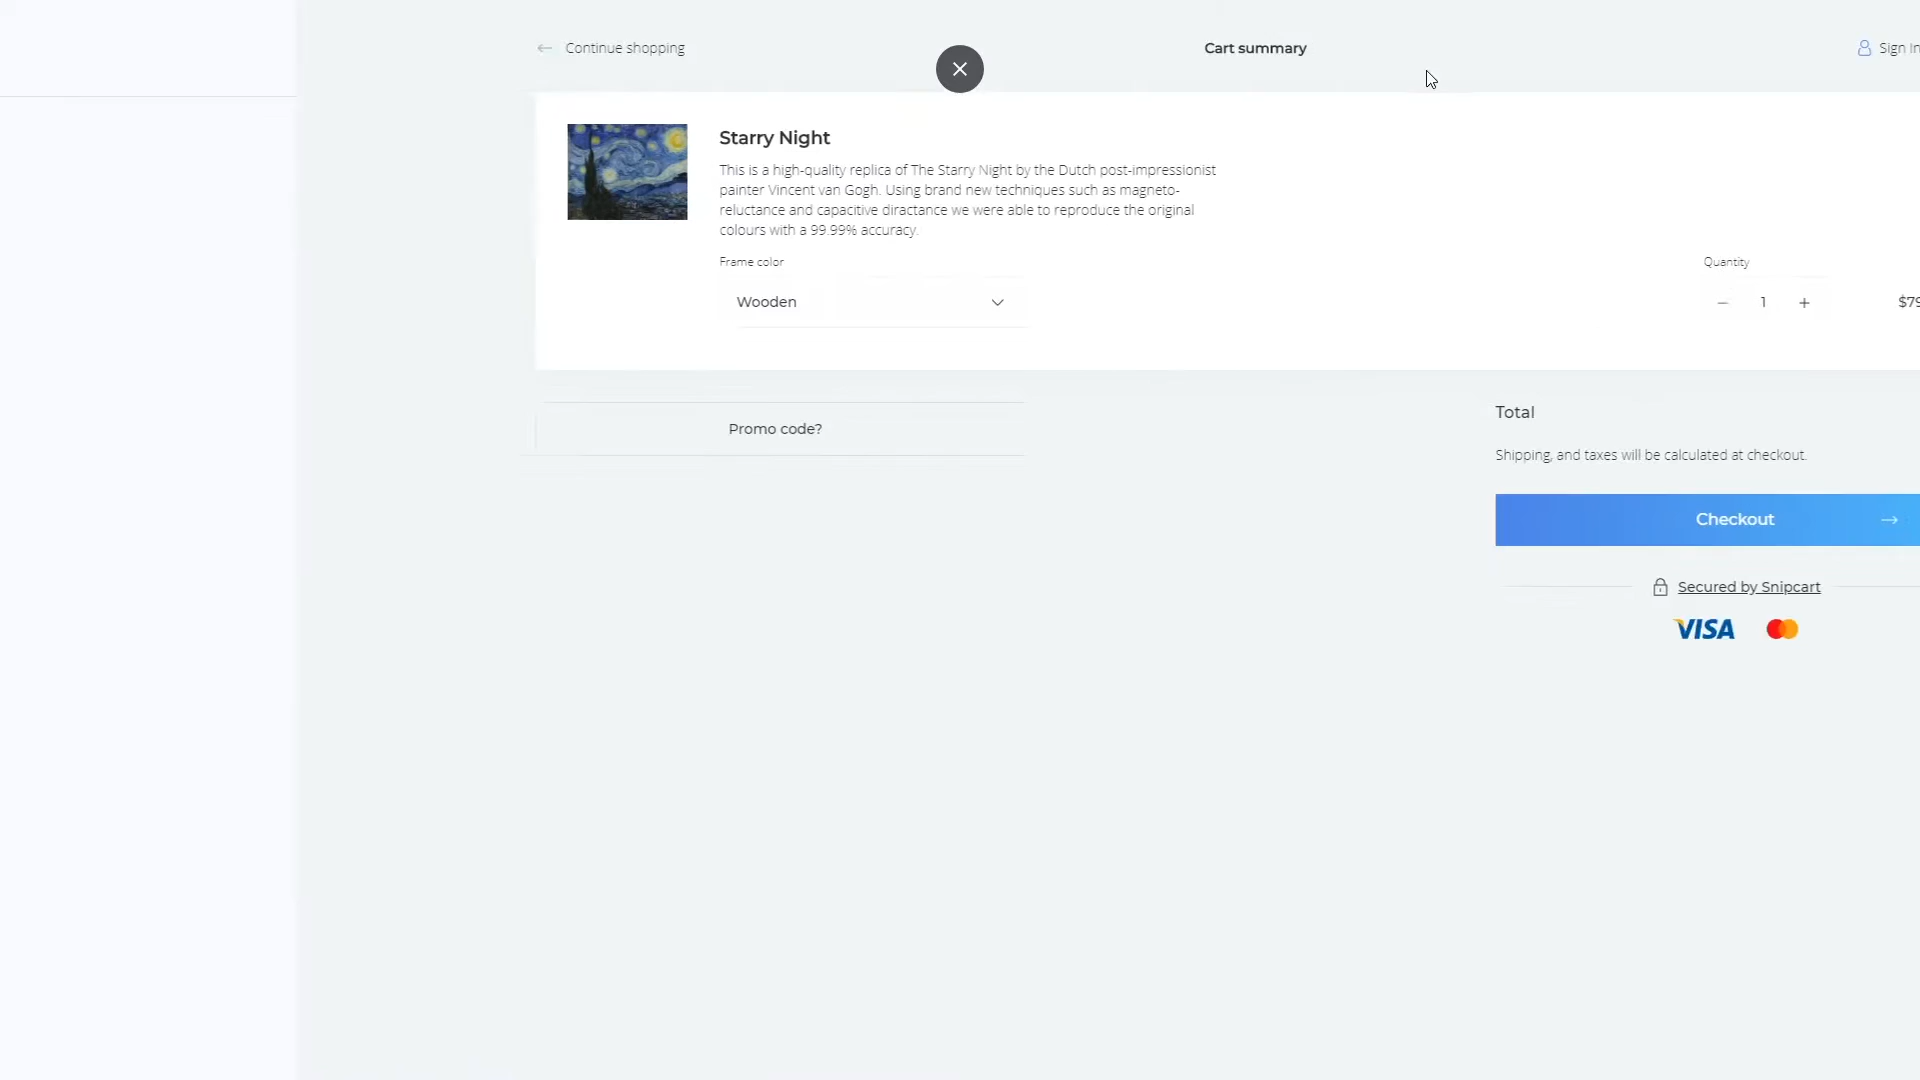 Continue shopping
Cart summary
Sign In
Starry Night
This is a high-quality replica of The Starry Night by the Dutch post-impressionist
painter Vincent van Gogh. Using brand new techniques such as magneto-
reluctance and capacitive diractance we were able to reproduce the original
colours with a 99.99% accuracy.
Frame color
Quantity
Wooden
1
$79
Promo code?
Total
Shipping, and taxes will be calculated at checkout.
Checkout
Secured by Snipcart
VISA